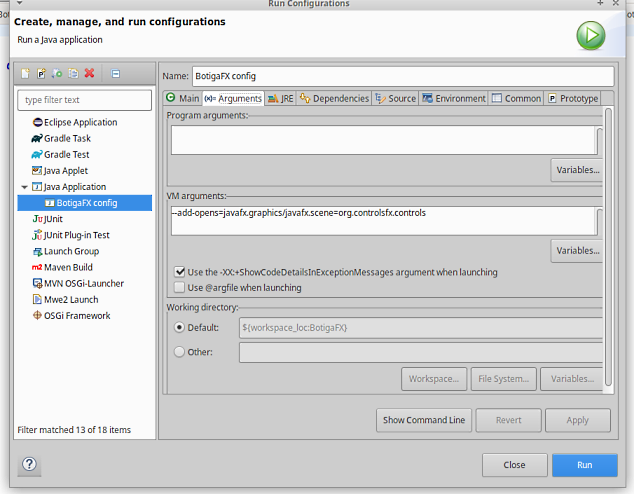 Run Configurations
Create, manage, and run configurations
Run a Java application
type filter text
Eclipse Application
Gradle Task
Gradle Test
Java Applet
Java Application
BotigaFX config
JUnit
JUnit Plug-in Test
Launch Group
Maven Build
MVN OSGi-Launcher
Mwe2 Launch
OSGi Framework
Filter matched 13 of 18 items
Name: BotigaFX config
Main (x)= Arguments JRE Dependencies Source Environment Common Prototype
Program arguments:
Variables...
VM arguments:
--add-opens=javafx.graphics/javafx.scene=org.controlsfx.controls
Variables...
Use the -XX:+ShowCodeDetailsInExceptionMessages argument when launching
Use @argfile when launching
Working directory:
Default: ${workspace_loc:BotigaFX}
Other:
Workspace... File System... Variables...
Show Command Line Revert Apply
Close Run